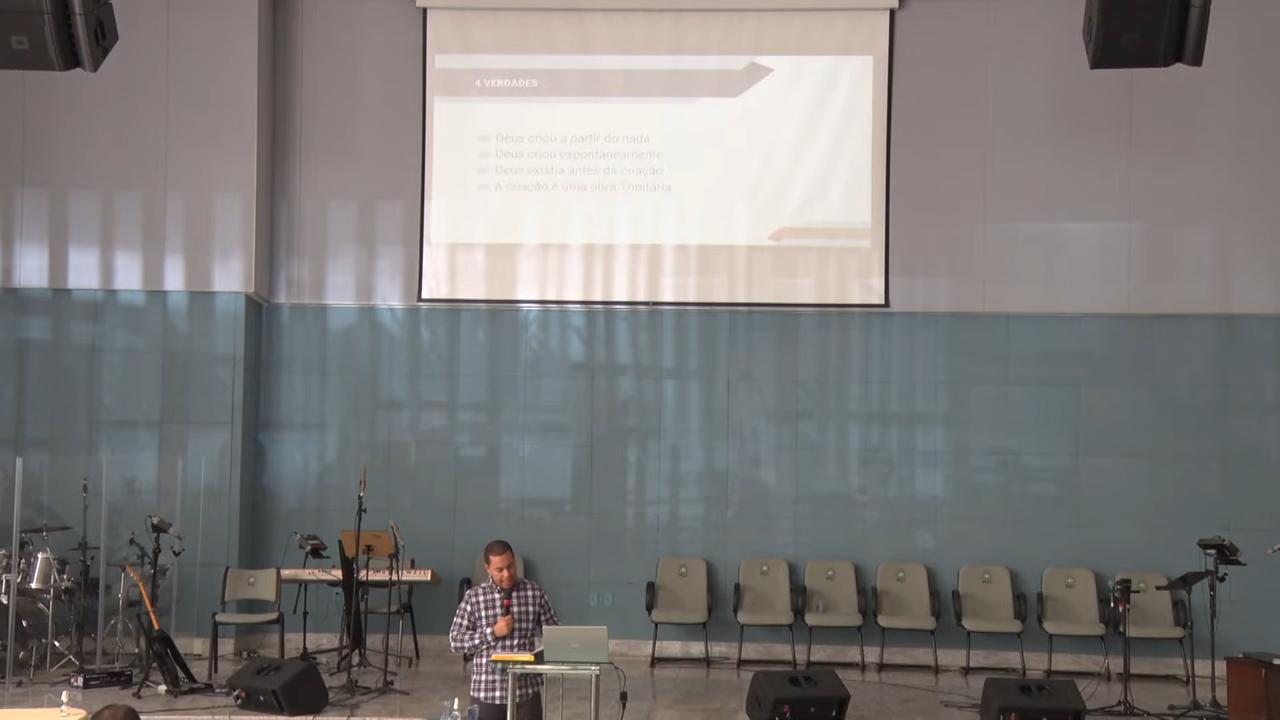 4 VERDADES
Deus criou a partir do nada
Deus criou espontaneamente
Deus existia antes da criação
A criação é uma obra Trinitária